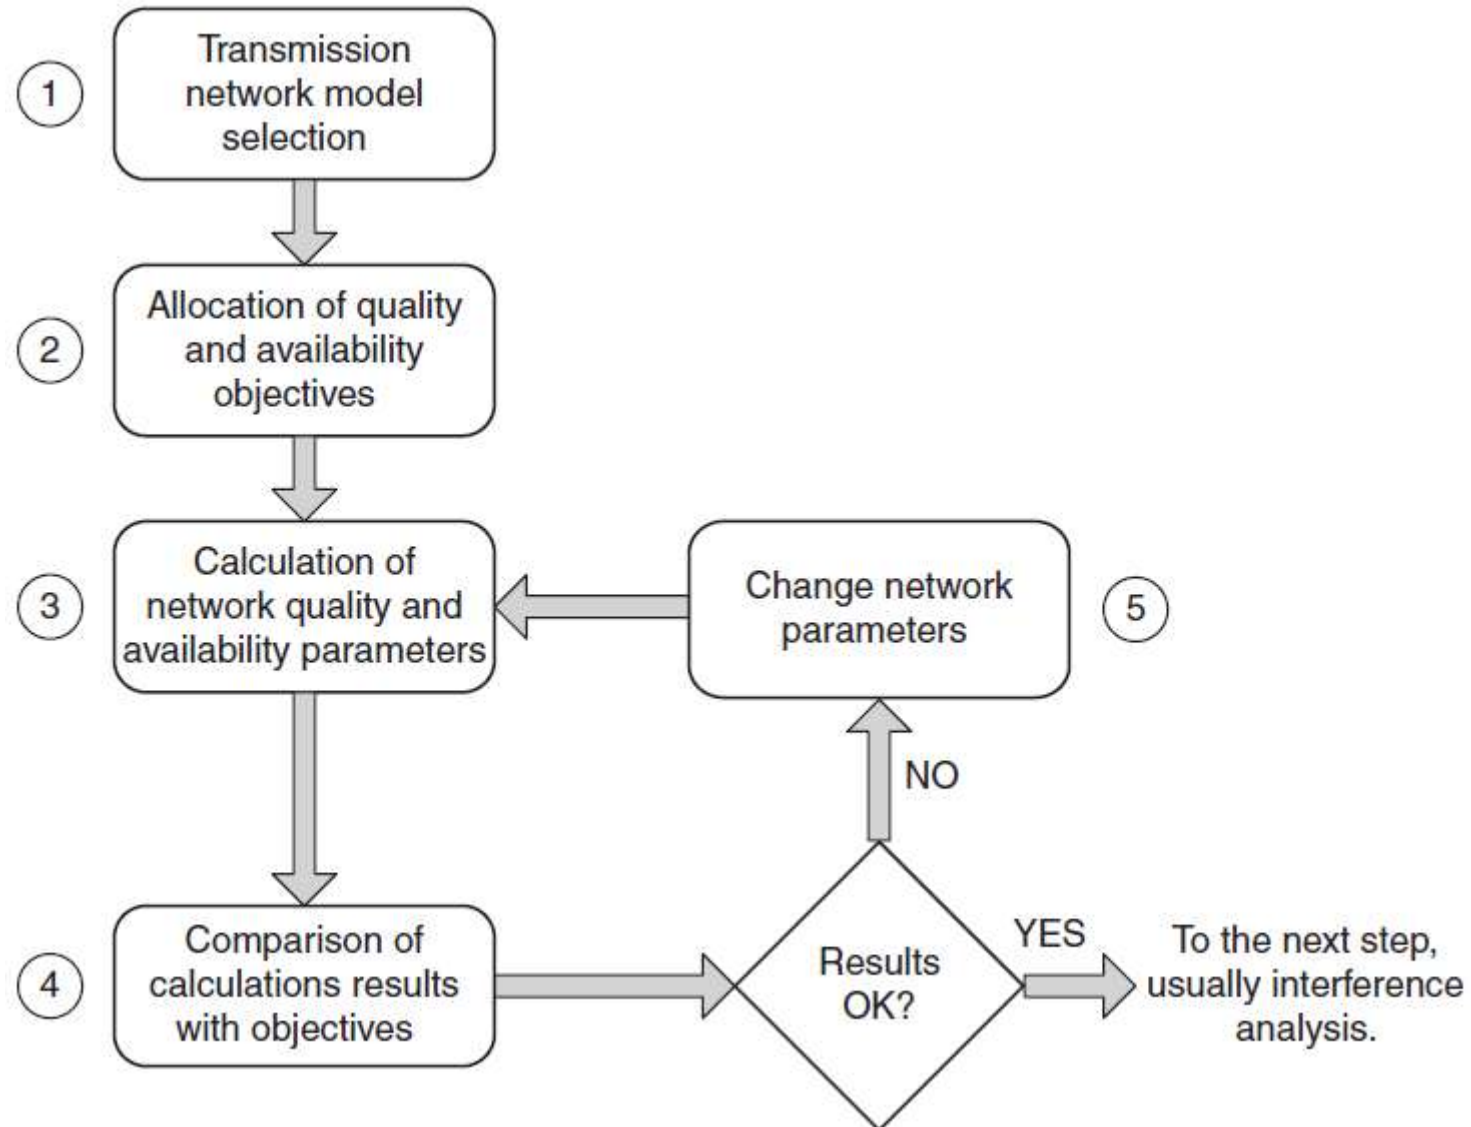 1
Transmission
network model
selection
2
Allocation of quality
and availability
objectives
3
Calculation of
network quality and
availability parameters
Change network
parameters
5
NO
4
Comparison of
calculations results
with objectives
Results
OK?
YES
To the next step,
usually interference
analysis.